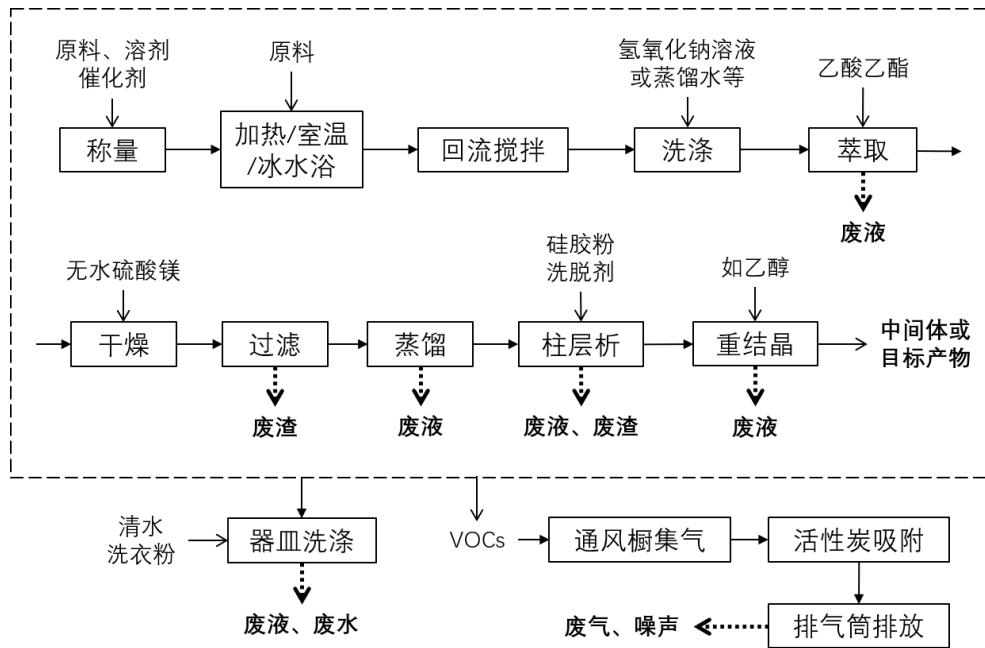 原料、溶剂
催化剂
原料
氢氧化钠溶液
或蒸馏水等
乙酸乙酯
称量
加热/室温
/冰水浴
回流搅拌
洗涤
萃取
废液
无水硫酸镁
硅胶粉
洗脱剂
如乙醇
干燥
过滤
蒸馏
柱层析
重结晶
中间体或
目标产物
废渣
废液
废液、废渣
废液
清水
洗衣粉
器皿洗涤
VOCs
通风橱集气
活性炭吸附
废液、废水
废气、噪声
排气筒排放